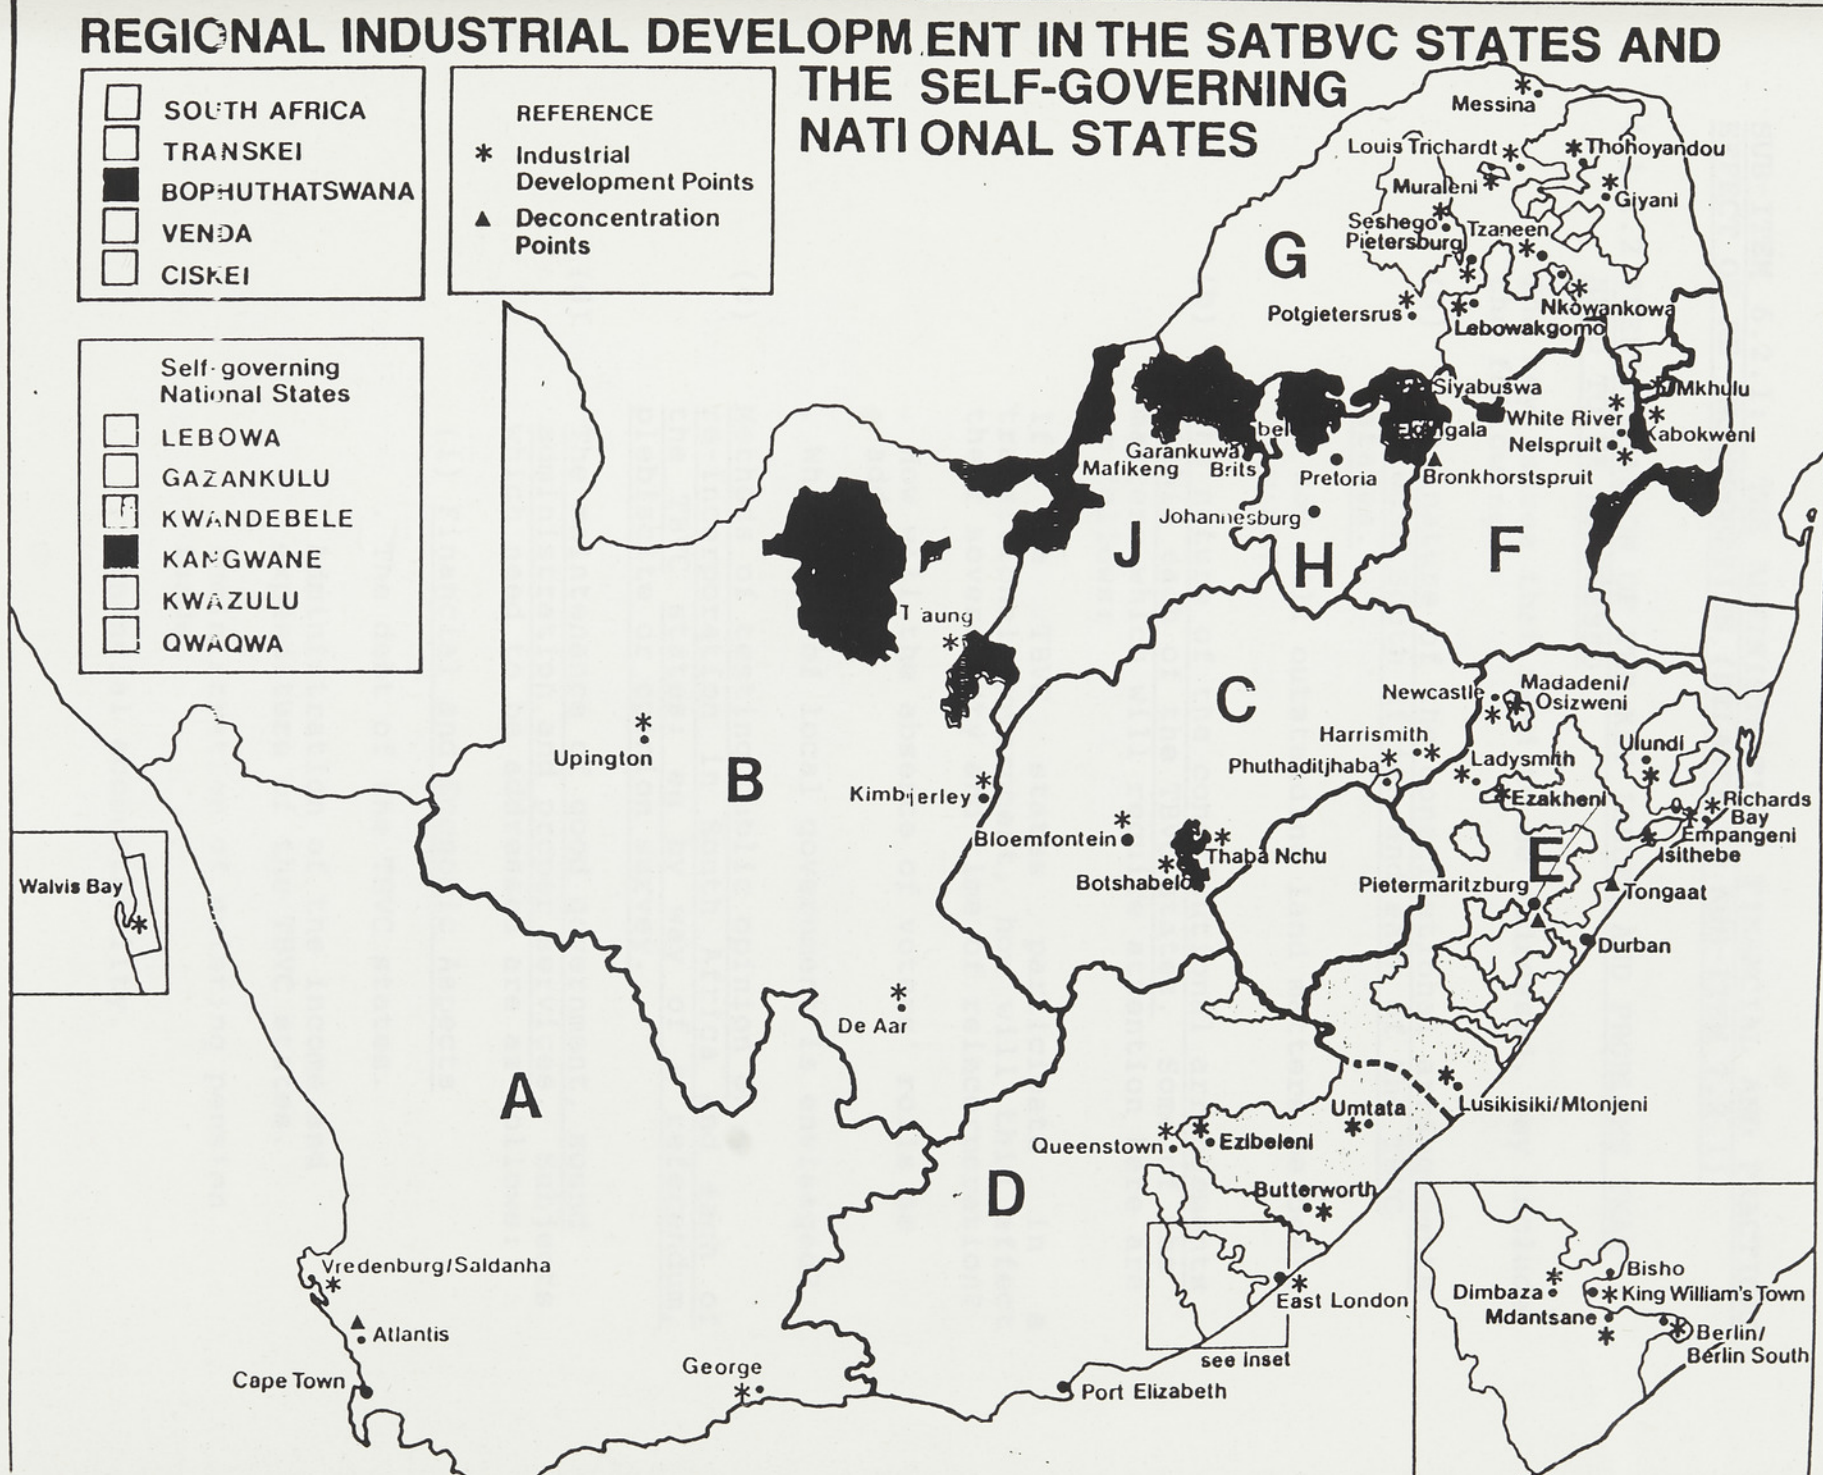 REGIONAL INDUSTRIAL DEVELOPMENT IN THE SATBVC STATES AND
THE SELF-GOVERNING
NATIONAL STATES
SOUTH AFRICA
TRANSKEI
BOPHUTHATSWANA
VENDA
CISKEI
REFERENCE
* Industrial
Development Points
▲ Deconcentration
Points
Self-governing
National States
LEBOWA
GAZANKULU
KWANDEBELE
KANGWANE
KWAZULU
QWAQWA
Messina
Louis Trichardt
Thohoyandou
Muraleni
Giyani
Seshego
Tzaneen
Pietersburg
G
Potgietersrus
Nkowankowa
Lebowakgomo
Siyabuswa
Mkhulu
White River
Kabokweni
Nelspruit
Garankuwa
Mafikeng
Brits
Pretoria
Bronkhorstspruit
Johannesburg
J
H
F
Taung
Upington
B
Kimberley
C
Newcastle
Madadeni/
Osizweni
Harrismith
Ulundi
Phuthaditjhaba
Ladysmith
Ezakheni
Richards
Bay
Empangeni
Isithebe
Bloemfontein
Thaba Nchu
Botshabelo
E
Pietermaritzburg
Tongaat
Durban
Walvis Bay
De Aar
A
Lusikisiki/Mtonjeni
Umtata
Queenstown
Ezibeleni
D
Butterworth
Vredenburg/Saldanha
East London
Atlantis
see inset
Cape Town
George
Port Elizabeth
Bisho
Dimbaza
King William's Town
Mdantsane
Berlin/
Berlin South